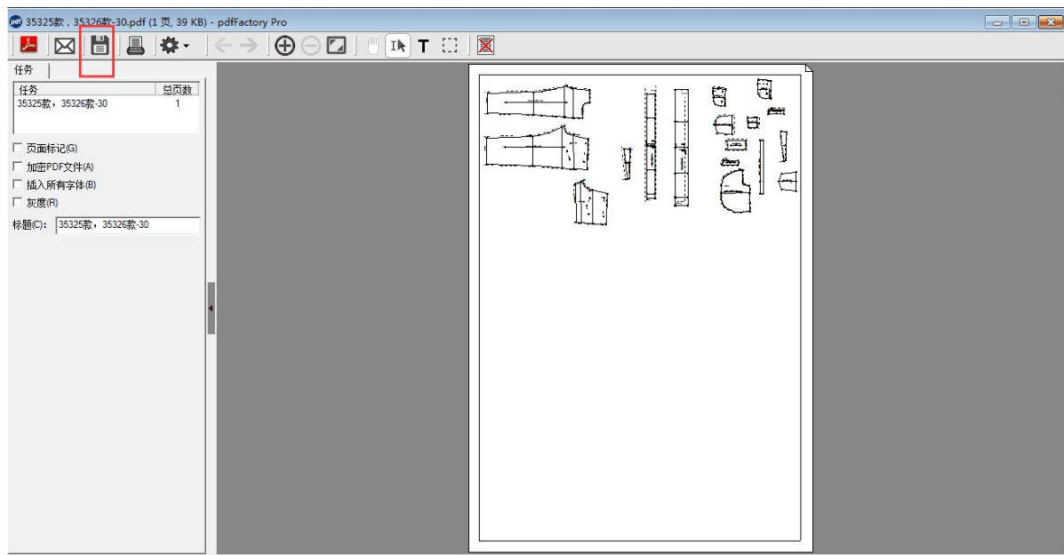 35325款，35326款-30.pdf (1 页, 39 KB) - pdfFactory Pro
T
任务
任务 总页数
35325款，35326款-30 1
页面标记(G)
加密PDF文件(A)
插入所有字体(B)
灰度(R)
标题(C): 35325款，35326款-30